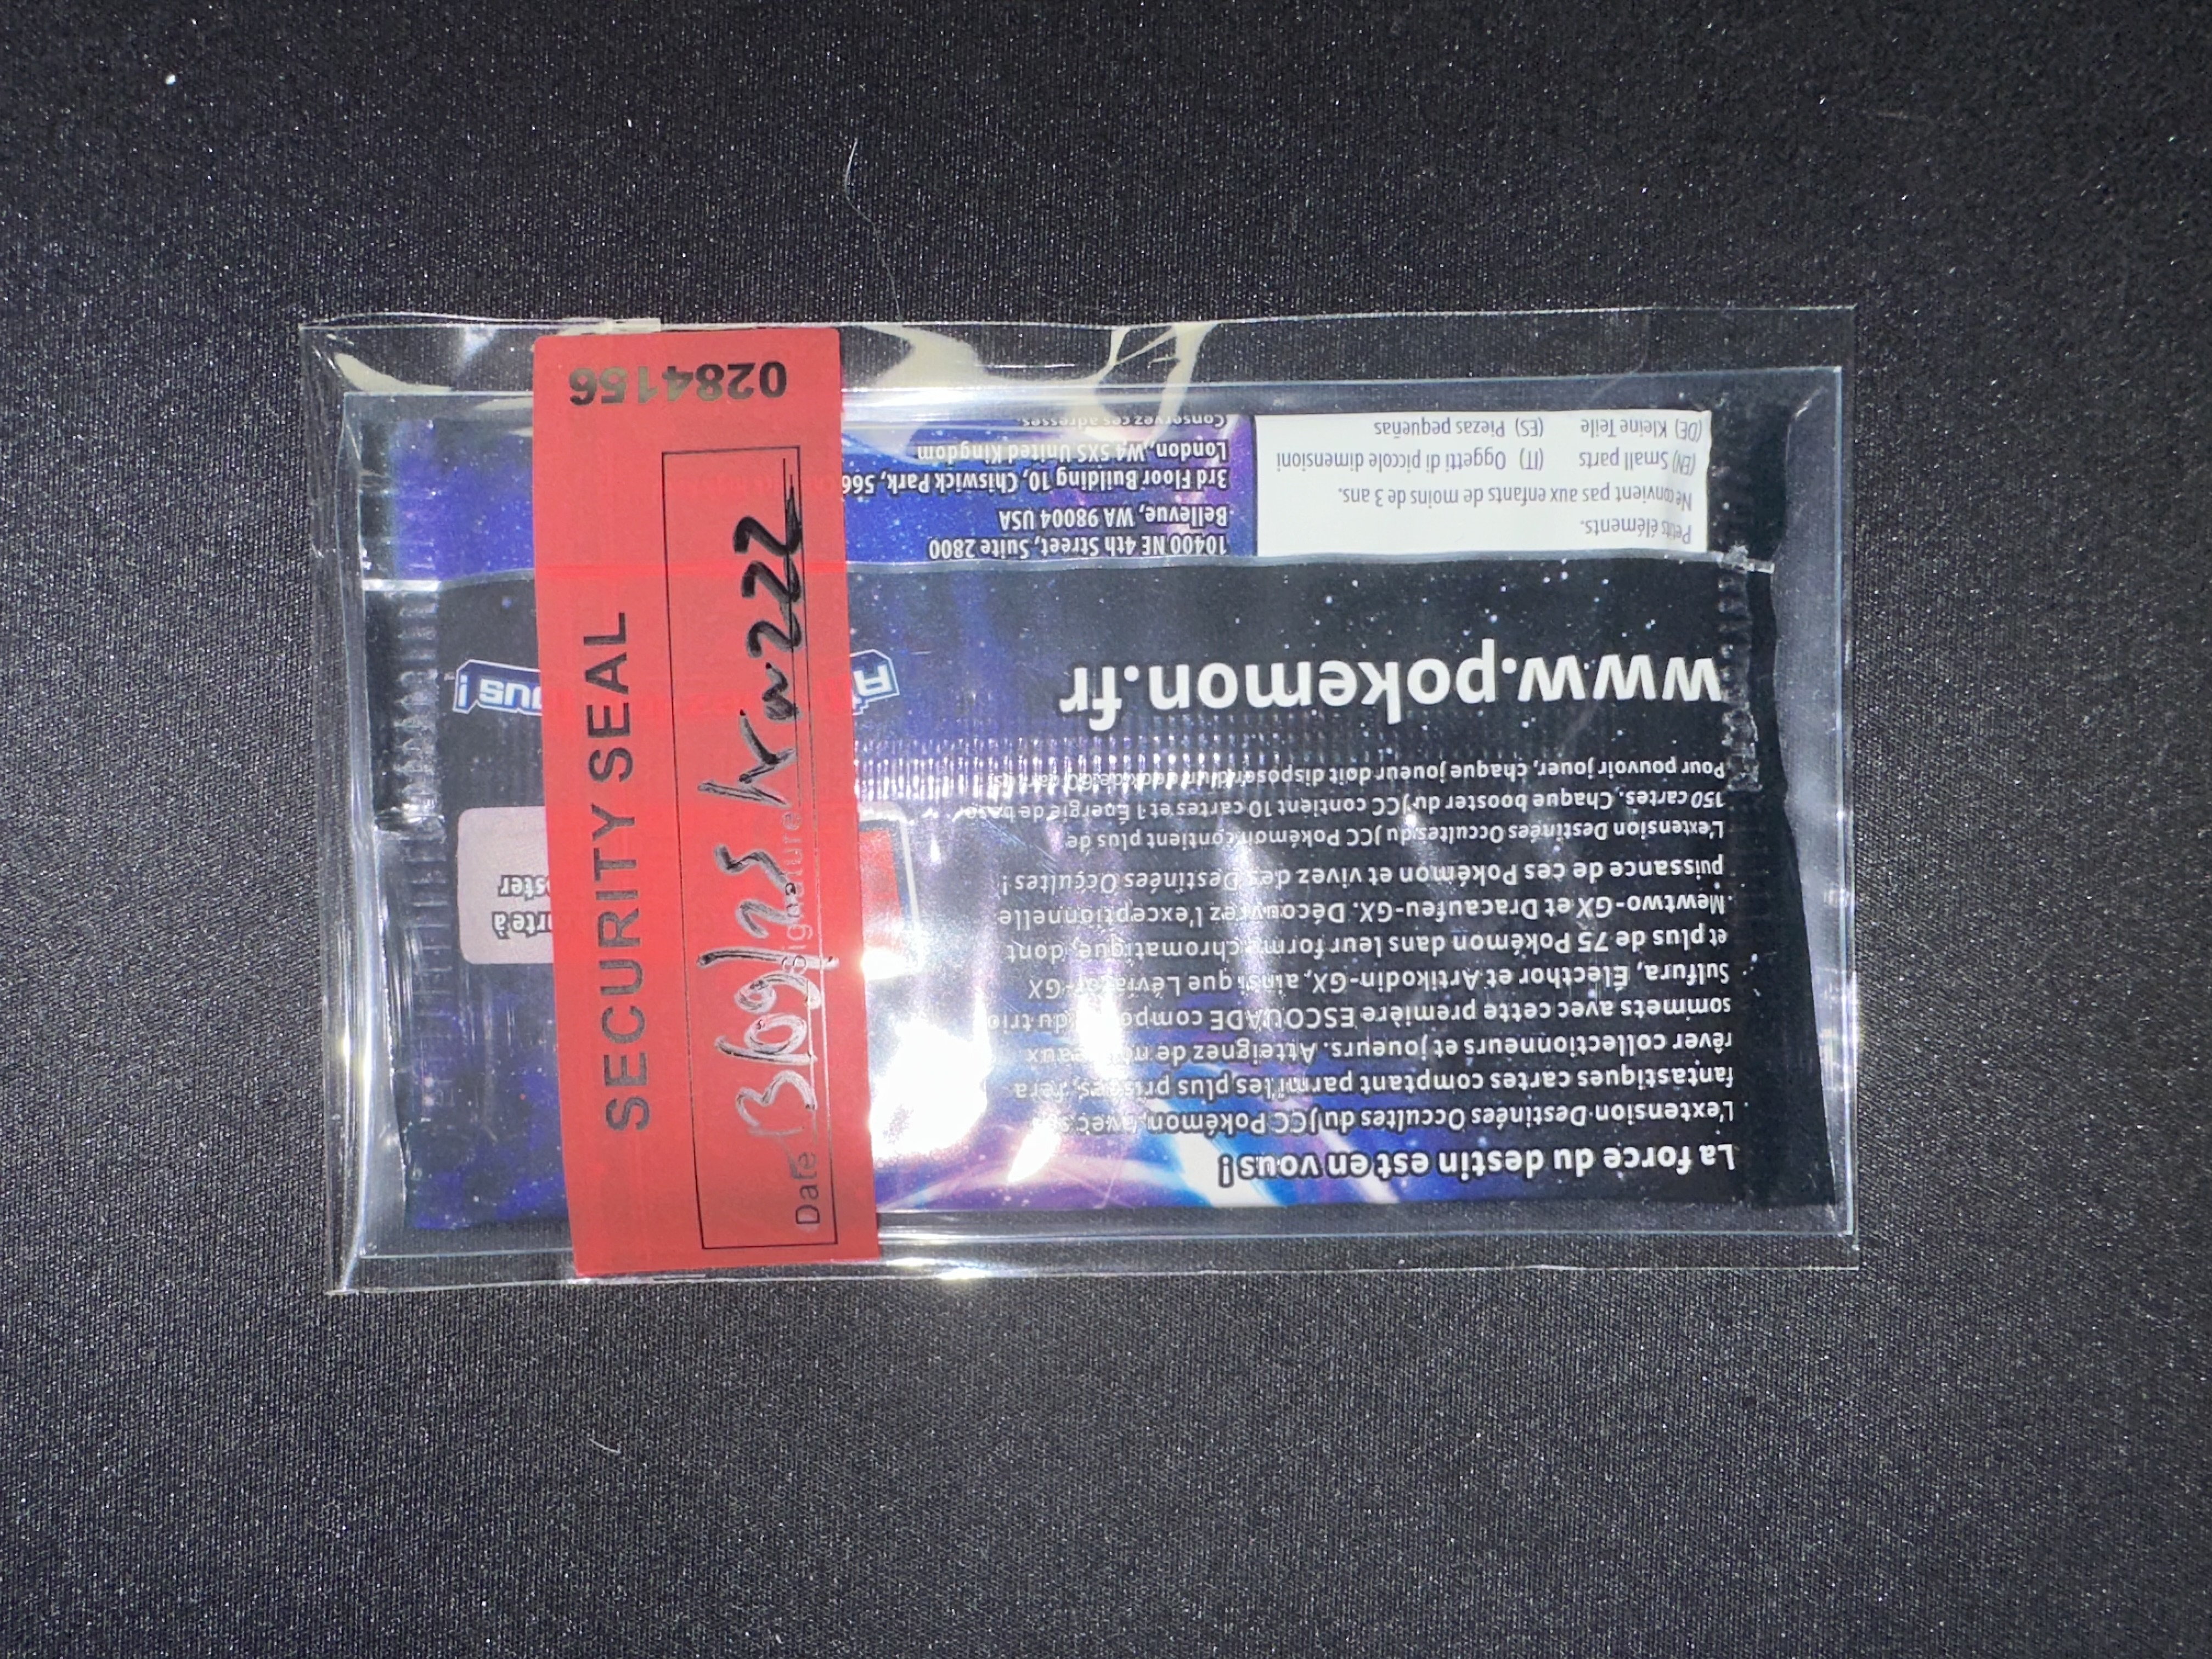 0284156
SECURITY SEAL
Date 13/09/25
Signature
La force du destin est en vous !
L'extension Destinées Occultes du JCC Pokémon, avec
fantastiques cartes comptant parmi les plus prisées, fera
rêver collectionneurs et joueurs. Atteignez de nouveaux
sommets avec cette première ESCOUADE composée du trio
Sulfura, Électhor et Artikodin-GX, ainsi que Léviator-GX
et plus de 75 Pokémon dans leur forme chromatique, dont
Mewtwo-GX et Dracaufeu-GX. Découvrez l'exceptionnelle
puissance de ces Pokémon et vivez des Destinées Occultes !
L'extension Destinées Occultes du JCC Pokémon contient plus de
150 cartes. Chaque booster du JCC contient 10 cartes et 1 Énergie de base.
Pour pouvoir jouer, chaque joueur doit disposer d'un deck de 60 cartes.
www.pokemon.fr
Petits éléments.
Ne convient pas aux enfants de moins de 3 ans.
(EN) Small parts (IT) Oggetti di piccole dimensioni
(DE) Kleine Teile (ES) Piezas pequeñas
10400 NE 4th Street, Suite 2800
Bellevue, WA 98004 USA
3rd Floor Building 10, Chiswick Park, 566
London, W4 5XS United Kingdom
Conservez ces adresses.